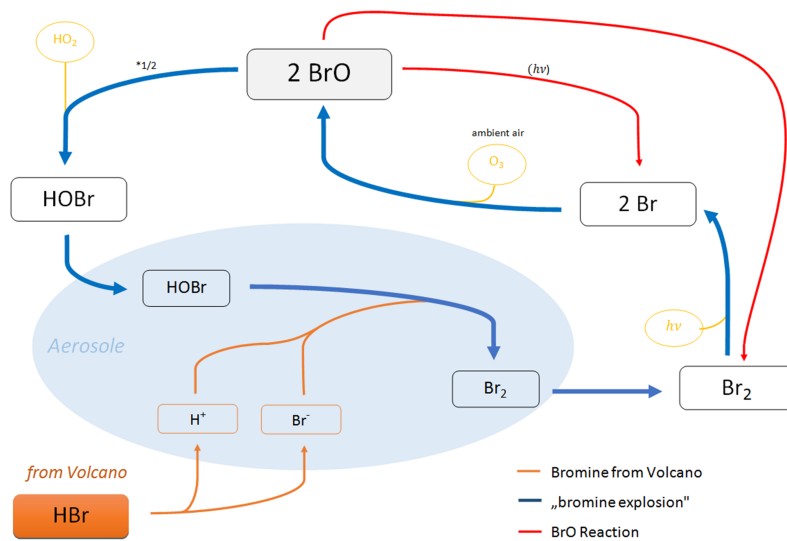 HO₂
*1/2
2 BrO
(hν)
ambient air
O₃
HOBr
2 Br
HOBr
hν
Aerosole
Br₂
Br₂
H⁺
Br⁻
from Volcano
HBr
Bromine from Volcano
„bromine explosion"
BrO Reaction